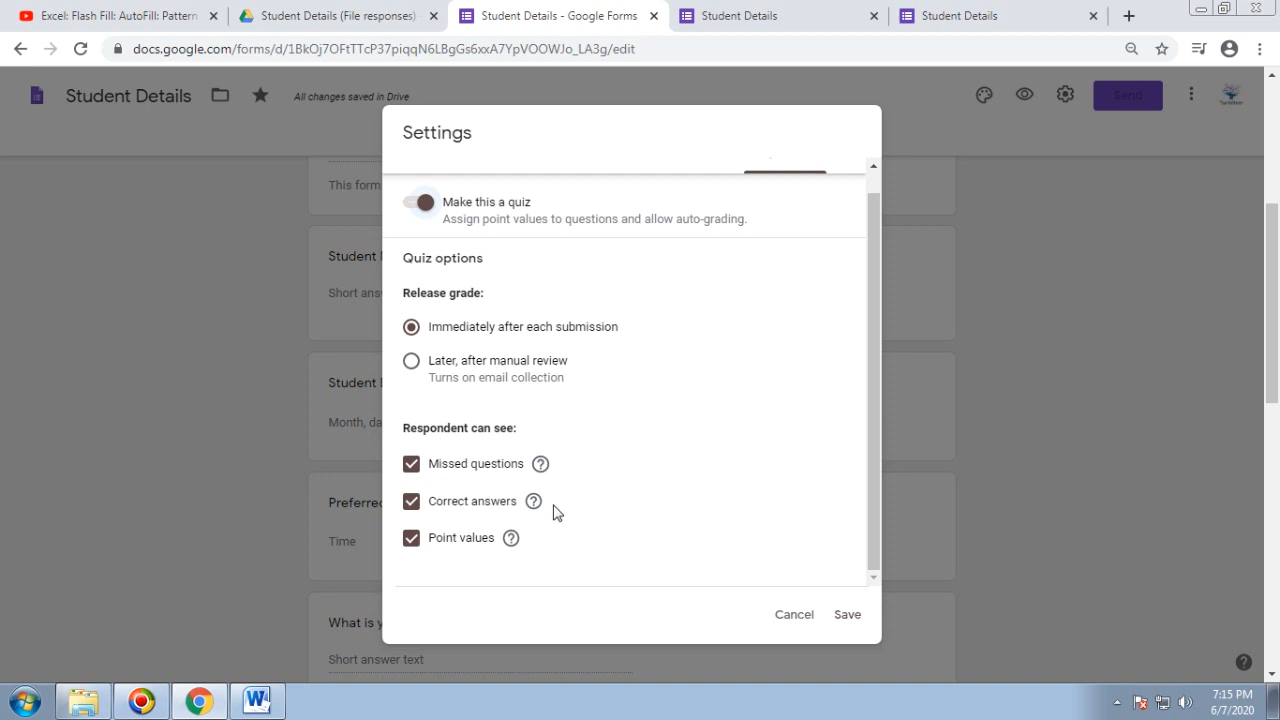 Excel: Flash Fill: AutoFill: Pattern
Student Details (File responses)
Student Details - Google Forms
Student Details
Student Details
docs.google.com/forms/d/1BkOj7OFtTTcP37piqqN6LBgGs6xxA7YpVOOWJo_LA3g/edit
Student Details
All changes saved in Drive
Send
Settings
This form
Make this a quiz
Assign point values to questions and allow auto-grading.
Student
Quiz options
Short ans
Release grade:
Immediately after each submission
Later, after manual review
Turns on email collection
Student
Month, da
Respondent can see:
Missed questions
Correct answers
Preferre
Point values
Time
Cancel
Save
What is y
Short answer text
7:15 PM
6/7/2020